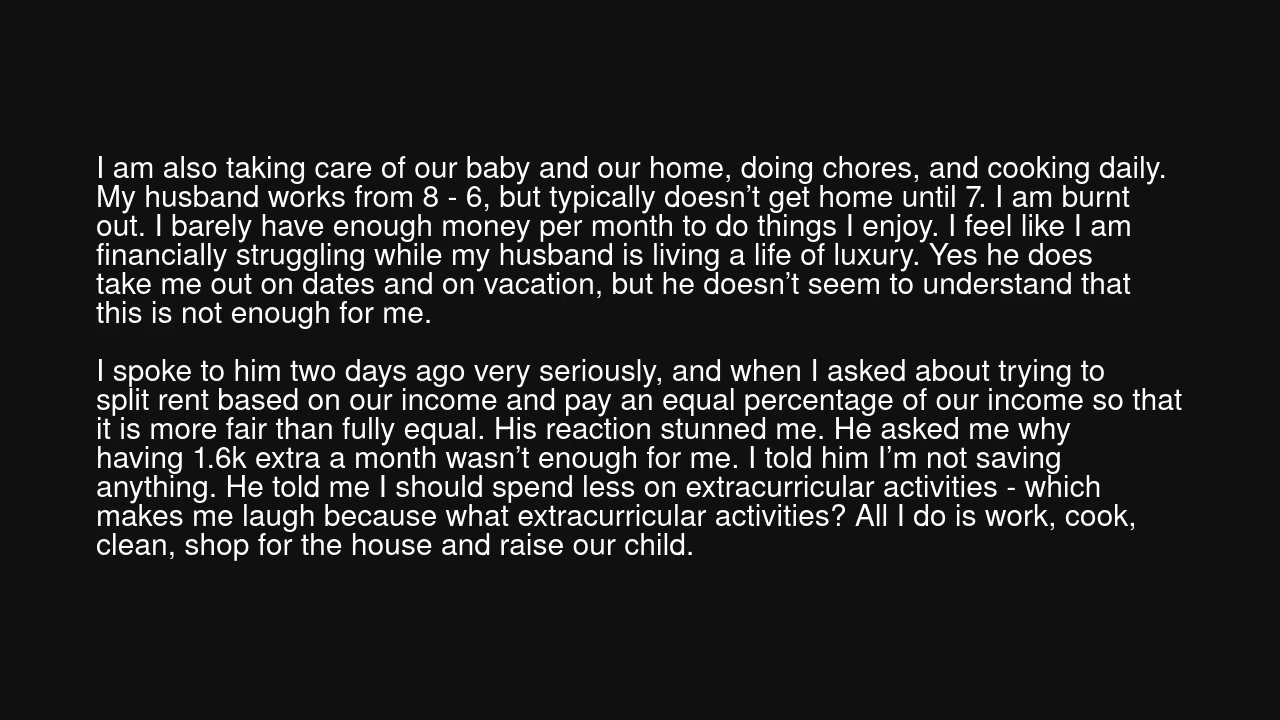 I am also taking care of our baby and our home, doing chores, and cooking daily.
My husband works from 8 - 6, but typically doesn’t get home until 7. I am burnt
out. I barely have enough money per month to do things I enjoy. I feel like I am
financially struggling while my husband is living a life of luxury. Yes he does
take me out on dates and on vacation, but he doesn’t seem to understand that
this is not enough for me.

I spoke to him two days ago very seriously, and when I asked about trying to
split rent based on our income and pay an equal percentage of our income so that
it is more fair than fully equal. His reaction stunned me. He asked me why
having 1.6k extra a month wasn’t enough for me. I told him I’m not saving
anything. He told me I should spend less on extracurricular activities - which
makes me laugh because what extracurricular activities? All I do is work, cook,
clean, shop for the house and raise our child.